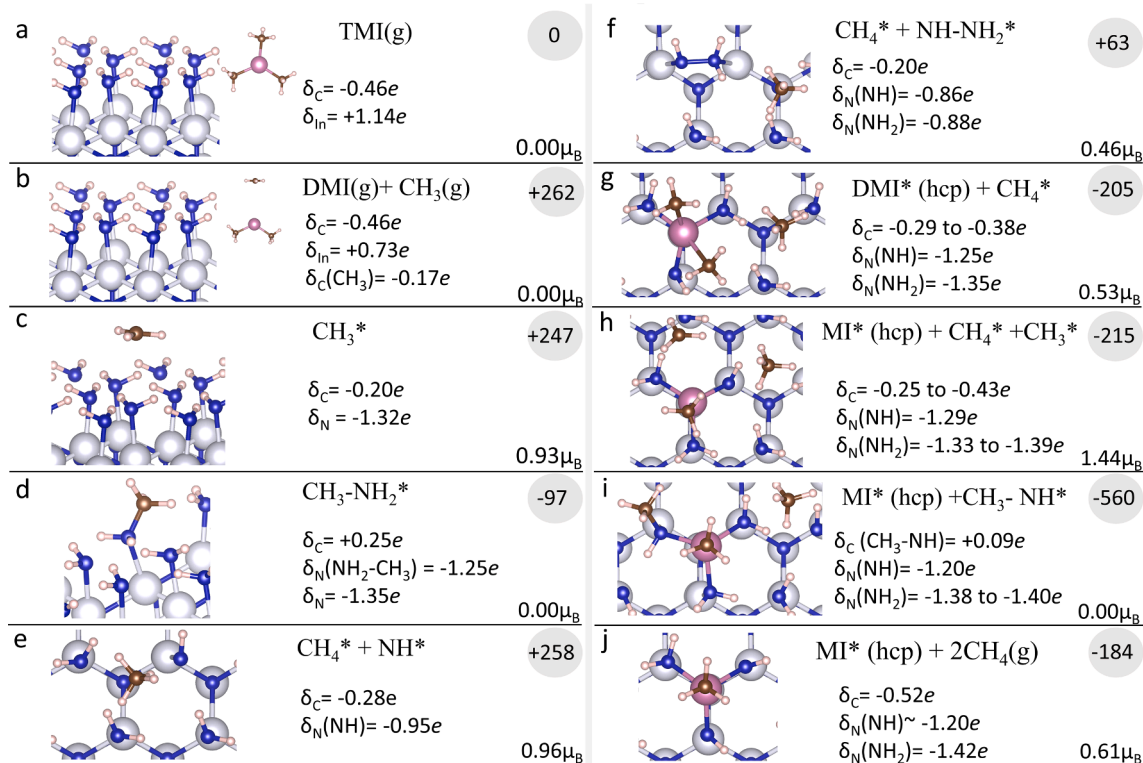 a
TMI(g)
0
δC= -0.46e
δIn= +1.14e
0.00μB
b
DMI(g)+ CH3(g)
+262
δC= -0.46e
δIn= +0.73e
δC(CH3)= -0.17e
0.00μB
c
CH3*
+247
δC= -0.20e
δN = -1.32e
0.93μB
d
CH3-NH2*
-97
δC= +0.25e
δN(NH2-CH3) = -1.25e
δN= -1.35e
0.00μB
e
CH4* + NH*
+258
δC= -0.28e
δN(NH)= -0.95e
0.96μB
f
CH4* + NH-NH2*
+63
δC= -0.20e
δN(NH)= -0.86e
δN(NH2)= -0.88e
0.46μB
g
DMI* (hcp) + CH4*
-205
δC= -0.29 to -0.38e
δN(NH)= -1.25e
δN(NH2)= -1.35e
0.53μB
h
MI* (hcp) + CH4* +CH3*
-215
δC= -0.25 to -0.43e
δN(NH)= -1.29e
δN(NH2)= -1.33 to -1.39e
1.44μB
i
MI* (hcp) +CH3- NH*
-560
δC (CH3-NH)= +0.09e
δN(NH)= -1.20e
δN(NH2)= -1.38 to -1.40e
0.00μB
j
MI* (hcp) + 2CH4(g)
-184
δC= -0.52e
δN(NH)~ -1.20e
δN(NH2)= -1.42e
0.61μB